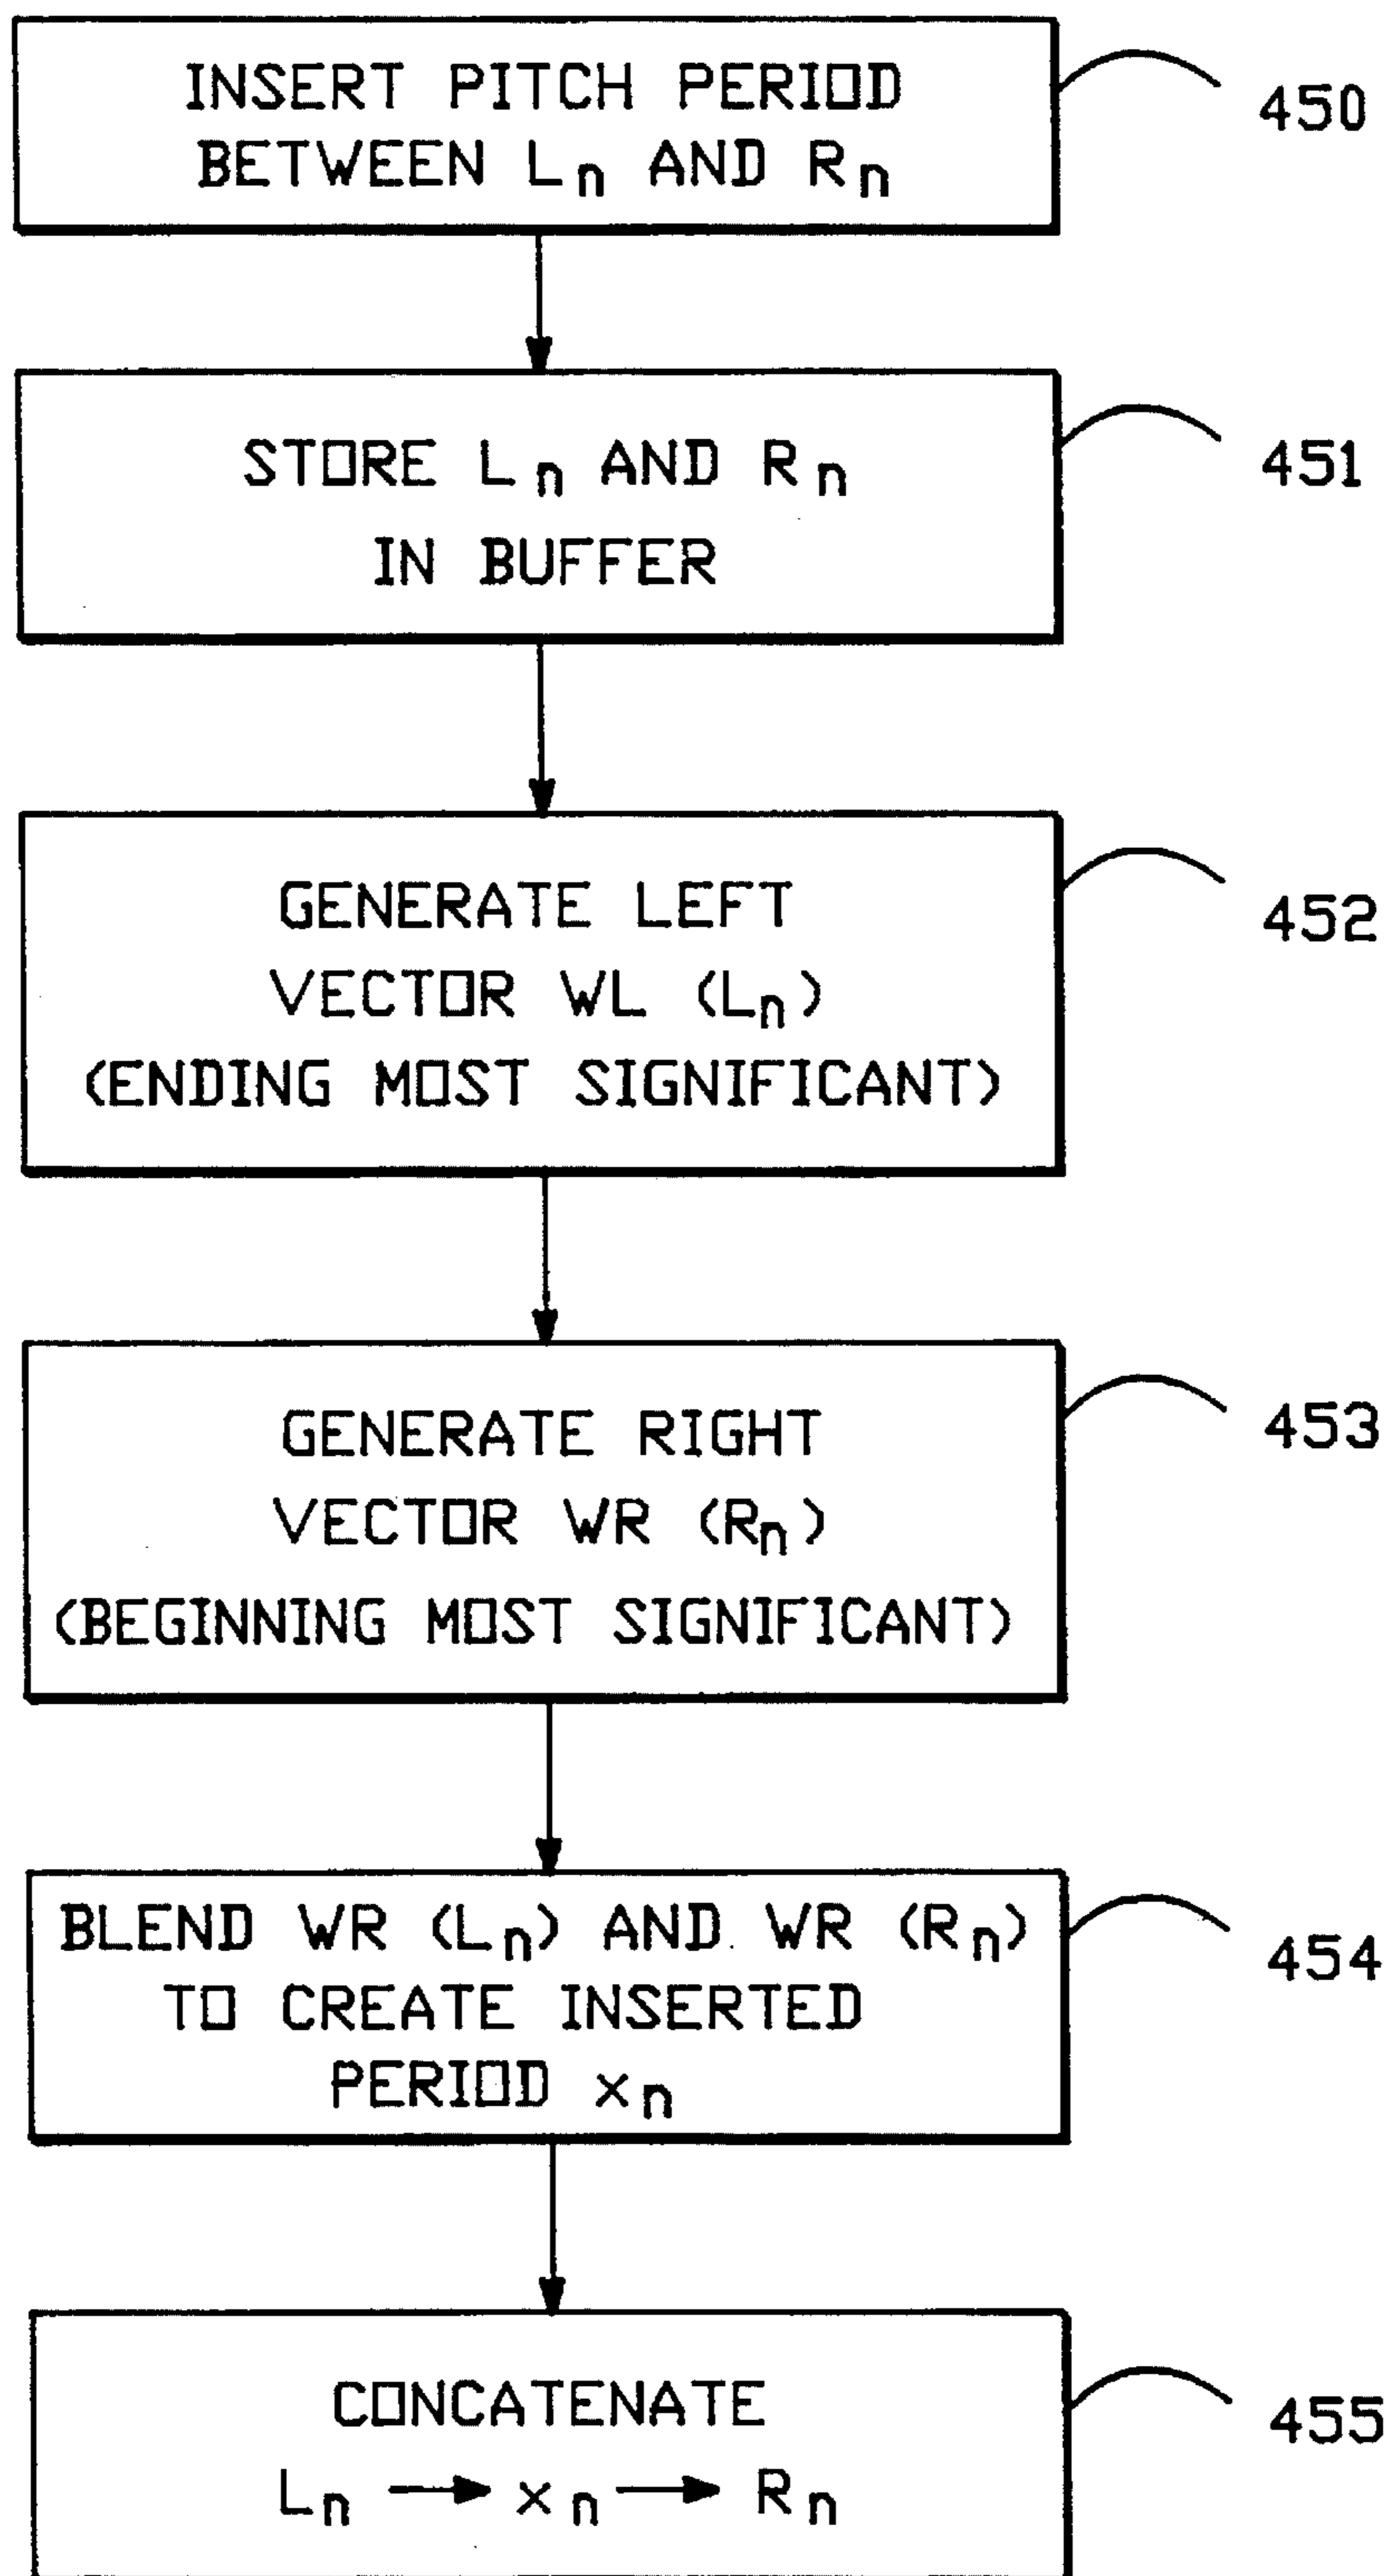 INSERT PITCH PERIOD
BETWEEN Ln AND Rn
450
STORE Ln AND Rn
IN BUFFER
451
GENERATE LEFT
VECTOR WL (Ln)
(ENDING MOST SIGNIFICANT)
452
GENERATE RIGHT
VECTOR WR (Rn)
(BEGINNING MOST SIGNIFICANT)
453
BLEND WR (Ln) AND WR (Rn)
TO CREATE INSERTED
PERIOD xn
454
CONCATENATE
Ln → xn → Rn
455